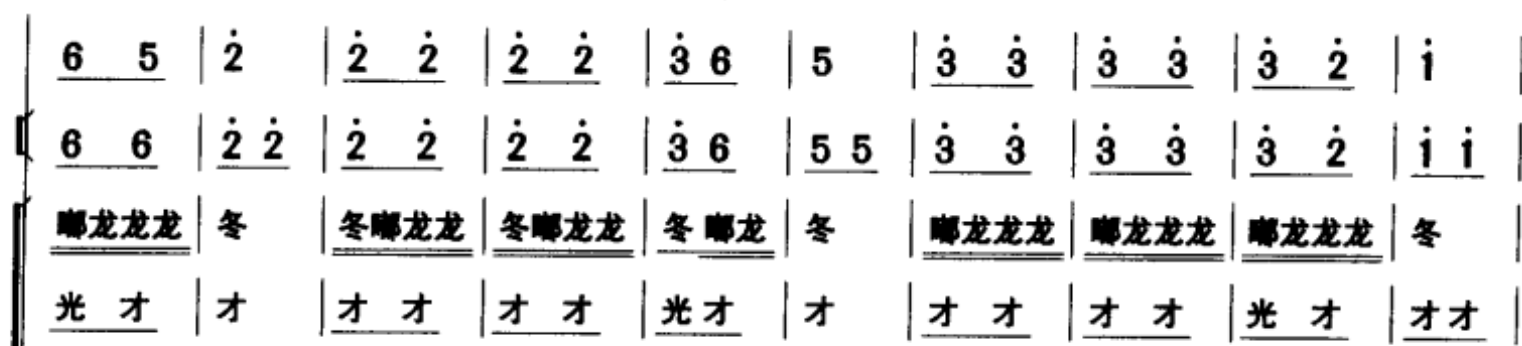 6 5 | 2̇ | 2̇ 2̇ | 2̇ 2̇ | 3̇ 6 | 5 | 3̇ 3̇ | 3̇ 3̇ | 3̇ 2̇ | 1̇ |
6 6 | 2̇ 2̇ | 2̇ 2̇ | 2̇ 2̇ | 3̇ 6 | 5 5 | 3̇ 3̇ | 3̇ 3̇ | 3̇ 2̇ | 1̇ 1̇ |
嘟龙龙龙 | 冬 | 冬嘟龙龙 | 冬嘟龙龙 | 冬 嘟龙 | 冬 | 嘟龙龙龙 | 嘟龙龙龙 | 嘟龙龙龙 | 冬 |
光 才 | 才 | 才 才 | 才 才 | 光 才 | 才 | 才 才 | 才 才 | 光 才 | 才 才 |